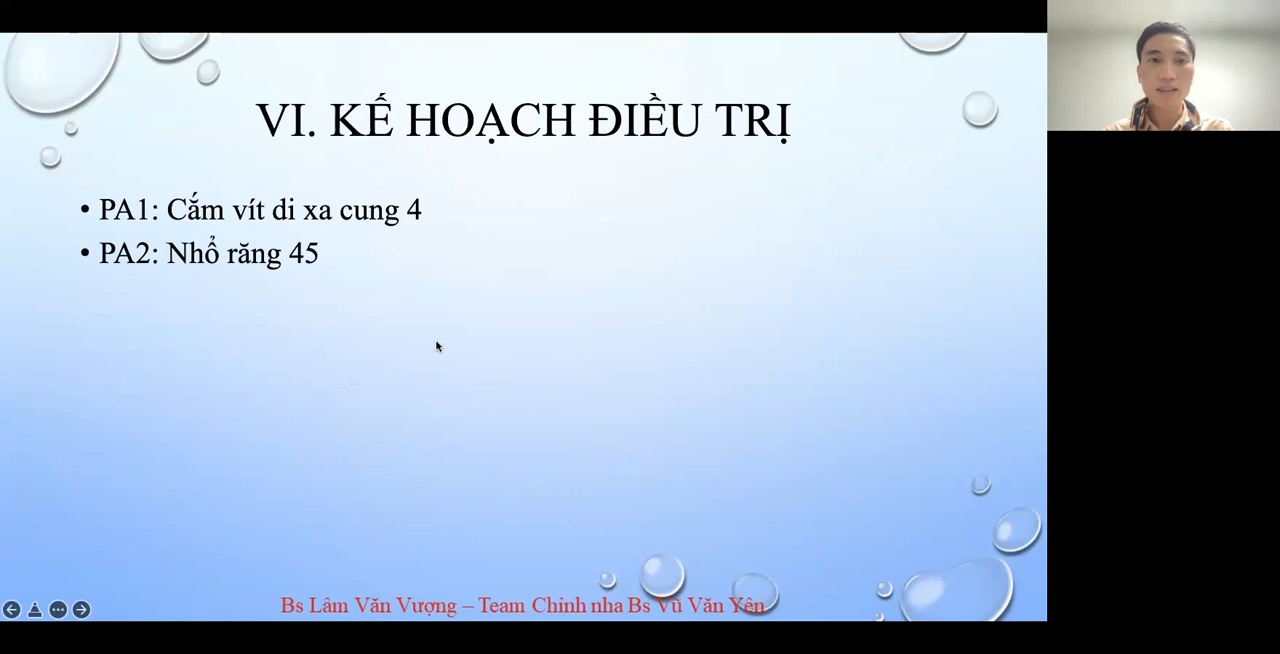 VI. KẾ HOẠCH ĐIỀU TRỊ
• PA1: Cắm vít di xa cung 4
• PA2: Nhổ răng 45
Bs Lâm Văn Vượng – Team Chỉnh nha Bs Vũ Văn Yên